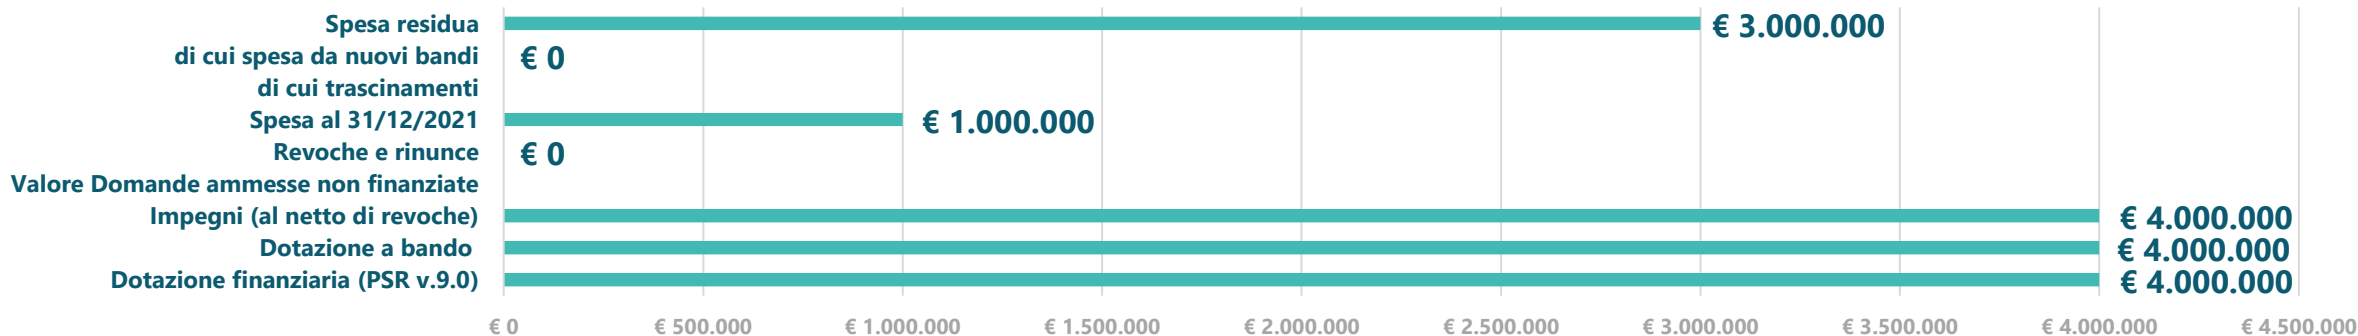 Spesa residua € 3.000.000
di cui spesa da nuovi bandi € 0
di cui trascinamenti
Spesa al 31/12/2021 € 1.000.000
Revoche e rinunce € 0
Valore Domande ammesse non finanziate
Impegni (al netto di revoche) € 4.000.000
Dotazione a bando € 4.000.000
Dotazione finanziaria (PSR v.9.0) € 4.000.000
€ 0 € 500.000 € 1.000.000 € 1.500.000 € 2.000.000 € 2.500.000 € 3.000.000 € 3.500.000 € 4.000.000 € 4.500.000